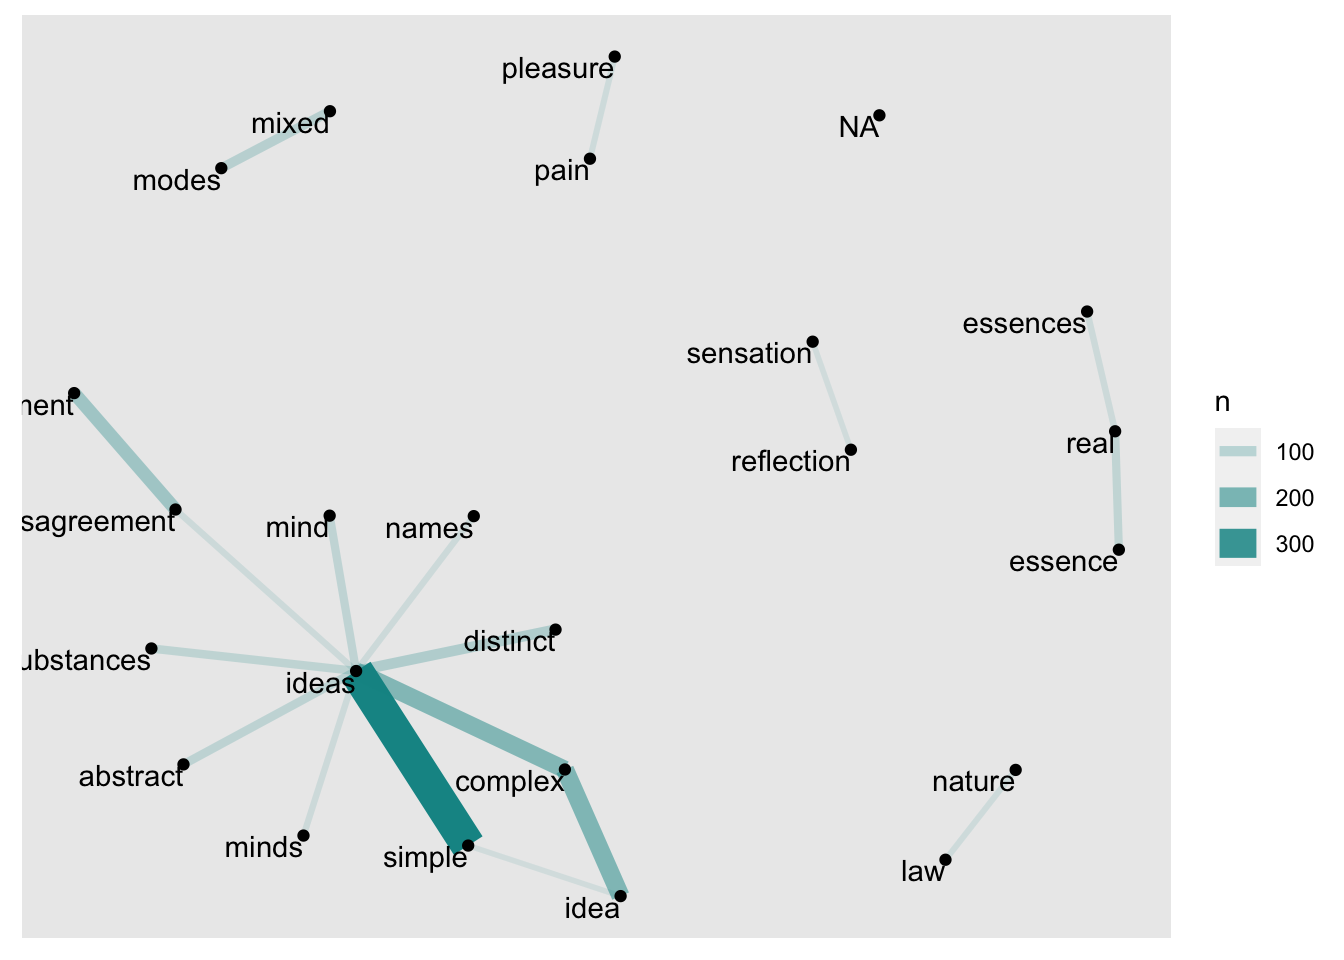 pleasure
mixed
NA
pain
modes
essences
sensation
nent
n
real
100
reflection
200
sagreement
mind
names
300
essence
distinct
ubstances
ideas
abstract
complex
nature
minds
simple
law
idea